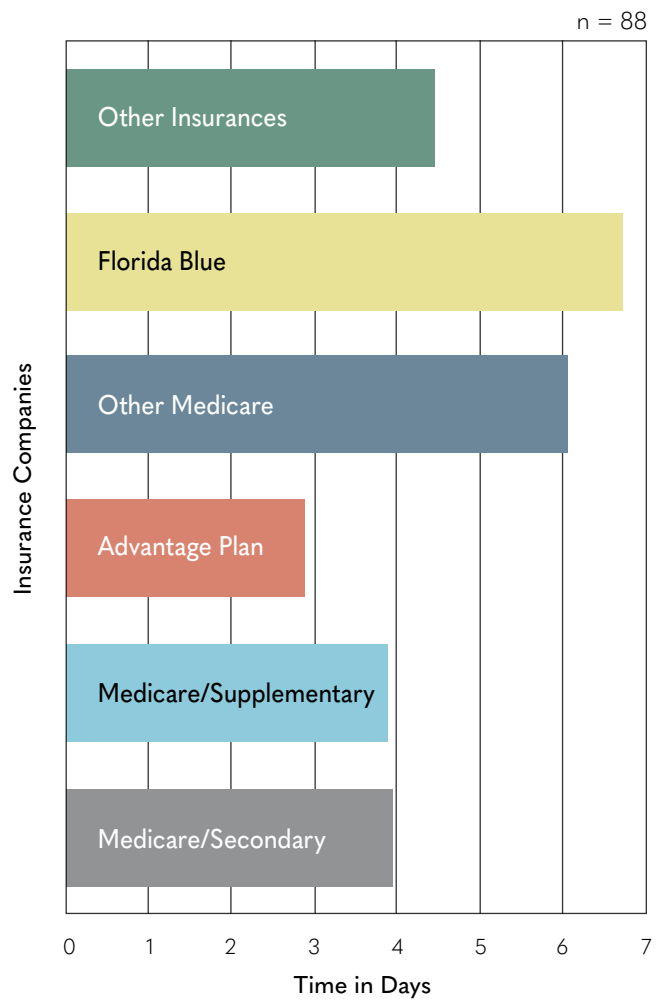 n = 88
Other Insurances
Florida Blue
Other Medicare
Advantage Plan
Medicare/Supplementary
Medicare/Secondary
Insurance Companies
0 1 2 3 4 5 6 7
Time in Days